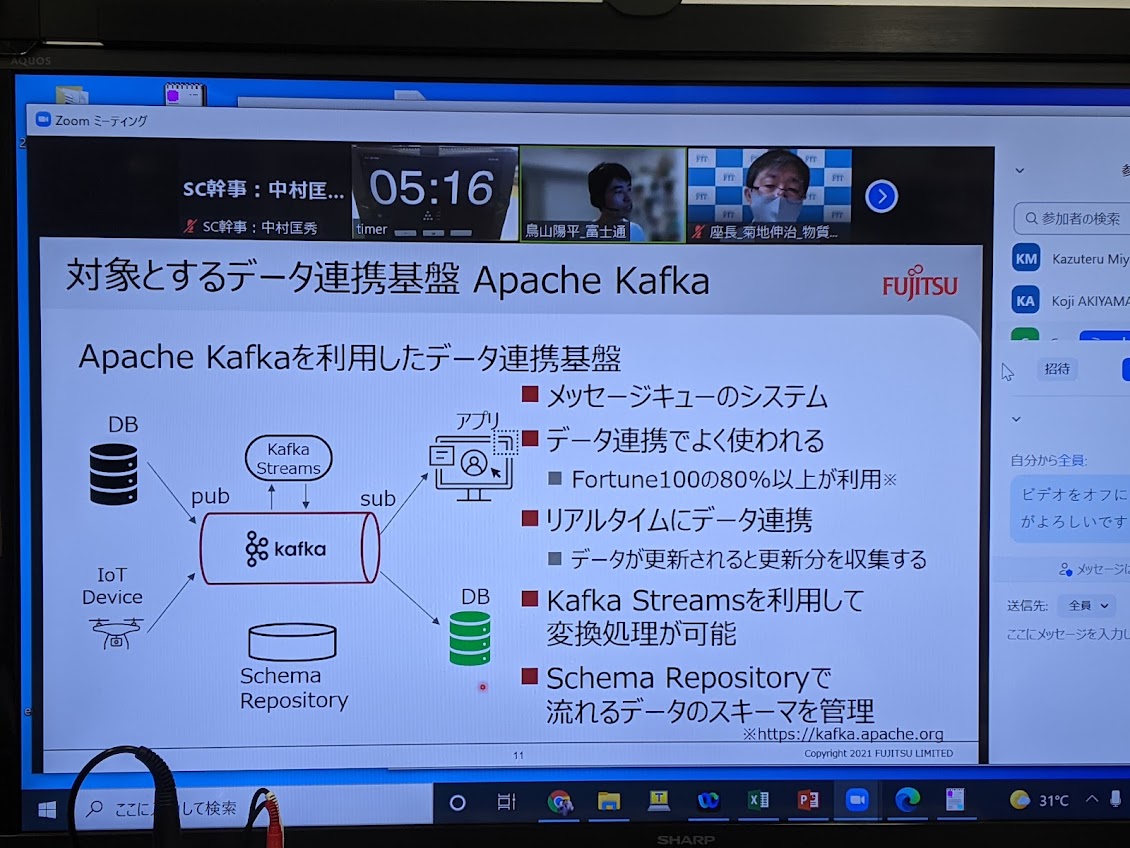 AQUOS
Zoom ミーティング
SC幹事：中村匡...
SC幹事：中村匡秀
05:16
timer
鳥山陽平_富士通
座長_菊地伸治_物質...
参加者の検索
KM Kazuteru Miy
KA Koji AKIYAMA
招待
自分から全員:
ビデオをオフに
がよろしいです
メッセージは
送信先: 全員
ここにメッセージを入力し
対象とするデータ連携基盤 Apache Kafka
FUJITSU
Apache Kafkaを利用したデータ連携基盤
DB
Kafka
Streams
アプリ
pub
sub
kafka
IoT
Device
DB
Schema
Repository
メッセージキューのシステム
データ連携でよく使われる
Fortune100の80%以上が利用※
リアルタイムにデータ連携
データが更新されると更新分を収集する
Kafka Streamsを利用して
変換処理が可能
Schema Repositoryで
流れるデータのスキーマを管理
※https://kafka.apache.org
11
Copyright 2021 FUJITSU LIMITED
ここに入 して検索
31℃
SHARP